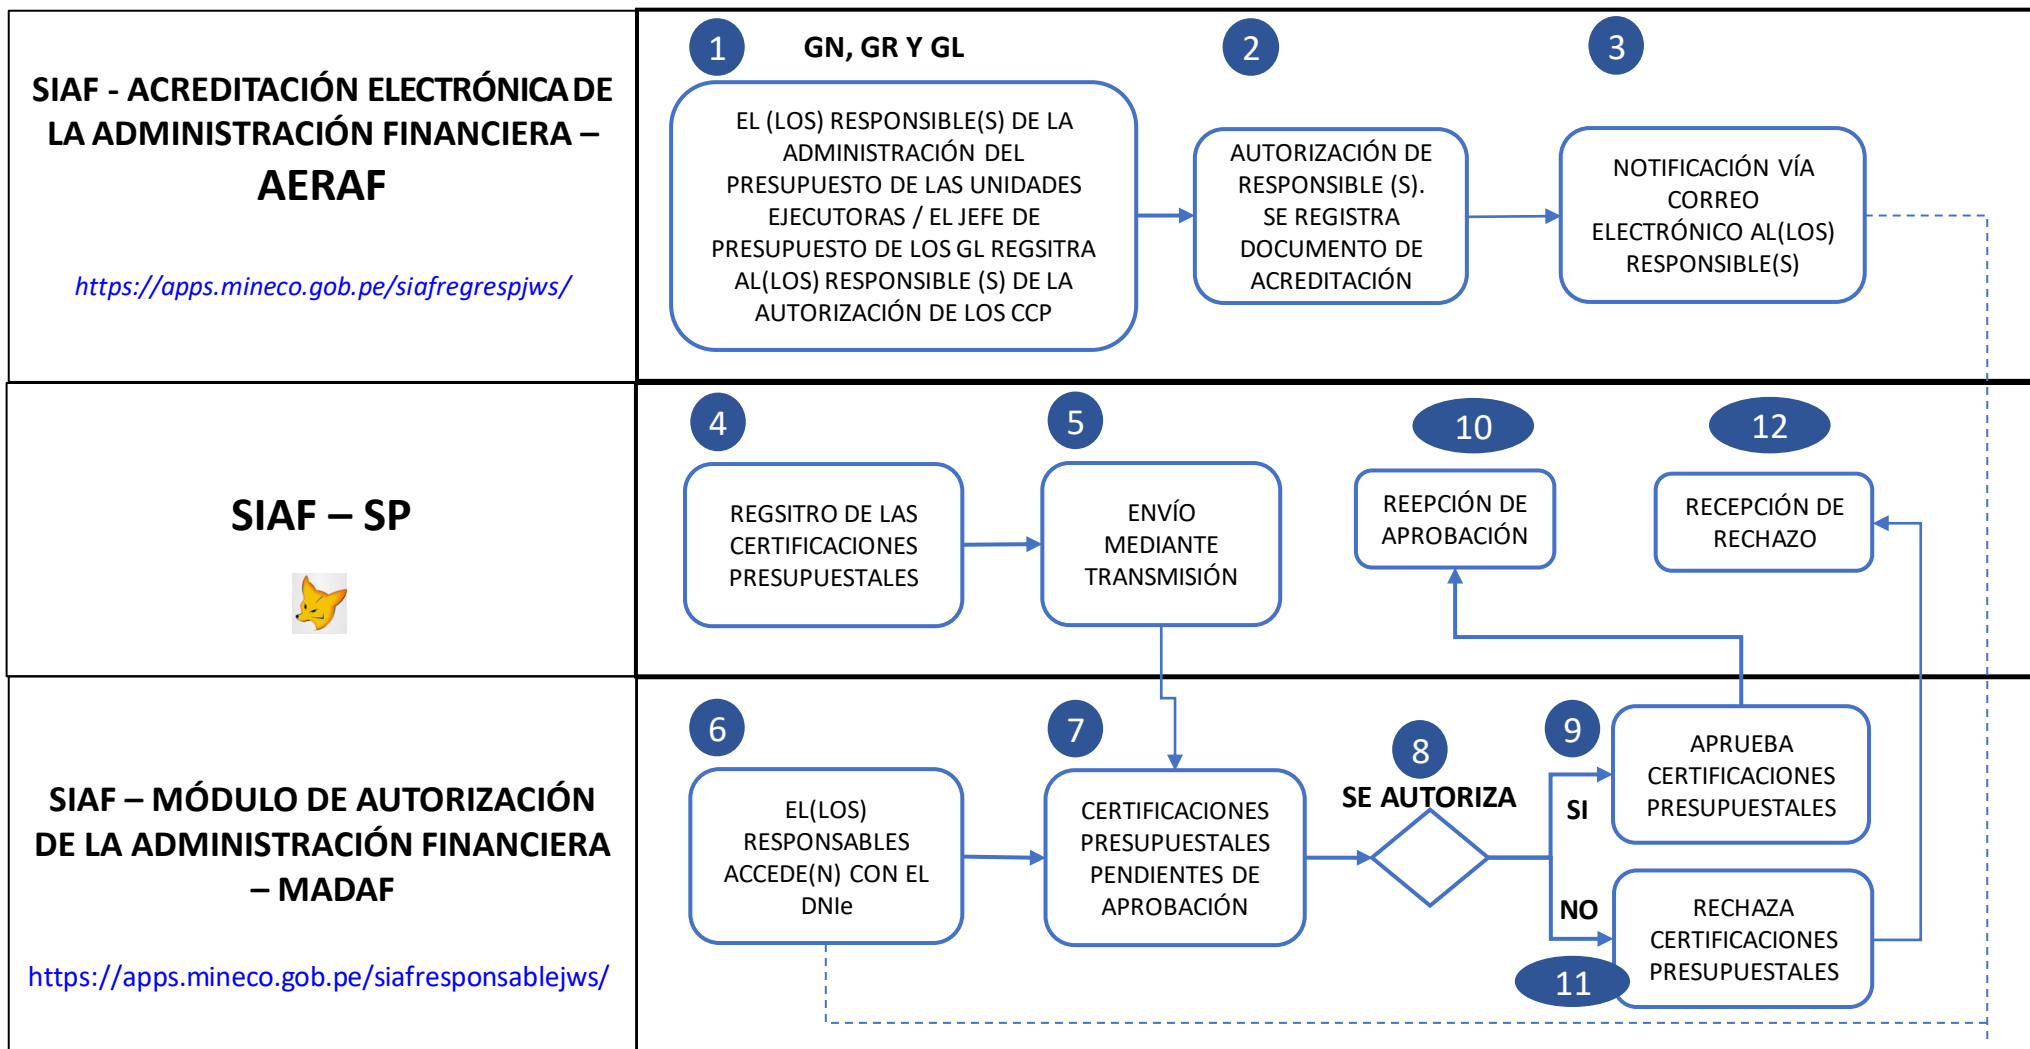 SIAF - ACREDITACIÓN ELECTRÓNICA DE
LA ADMINISTRACIÓN FINANCIERA –
AERAF
https://apps.mineco.gob.pe/siafregrespjws/
1
GN, GR Y GL
2
3
EL (LOS) RESPONSIBLE(S) DE LA
ADMINISTRACIÓN DEL
PRESUPUESTO DE LAS UNIDADES
EJECUTORAS / EL JEFE DE
PRESUPUESTO DE LOS GL REGSITRA
AL(LOS) RESPONSIBLE (S) DE LA
AUTORIZACIÓN DE LOS CCP
AUTORIZACIÓN DE
RESPONSIBLE (S).
SE REGISTRA
DOCUMENTO DE
ACREDITACIÓN
NOTIFICACIÓN VÍA
CORREO
ELECTRÓNICO AL(LOS)
RESPONSIBLE(S)
SIAF – SP
4
5
10
12
REGSITRO DE LAS
CERTIFICACIONES
PRESUPUESTALES
ENVÍO
MEDIANTE
TRANSMISIÓN
REEPCIÓN DE
APROBACIÓN
RECEPCIÓN DE
RECHAZO
SIAF – MÓDULO DE AUTORIZACIÓN
DE LA ADMINISTRACIÓN FINANCIERA
– MADAF
https://apps.mineco.gob.pe/siafresponsablejws/
6
7
8
9
EL(LOS)
RESPONSABLES
ACCEDE(N) CON EL
DNIe
CERTIFICACIONES
PRESUPUESTALES
PENDIENTES DE
APROBACIÓN
SE AUTORIZA
SI
NO
APRUEBA
CERTIFICACIONES
PRESUPUESTALES
11
RECHAZA
CERTIFICACIONES
PRESUPUESTALES